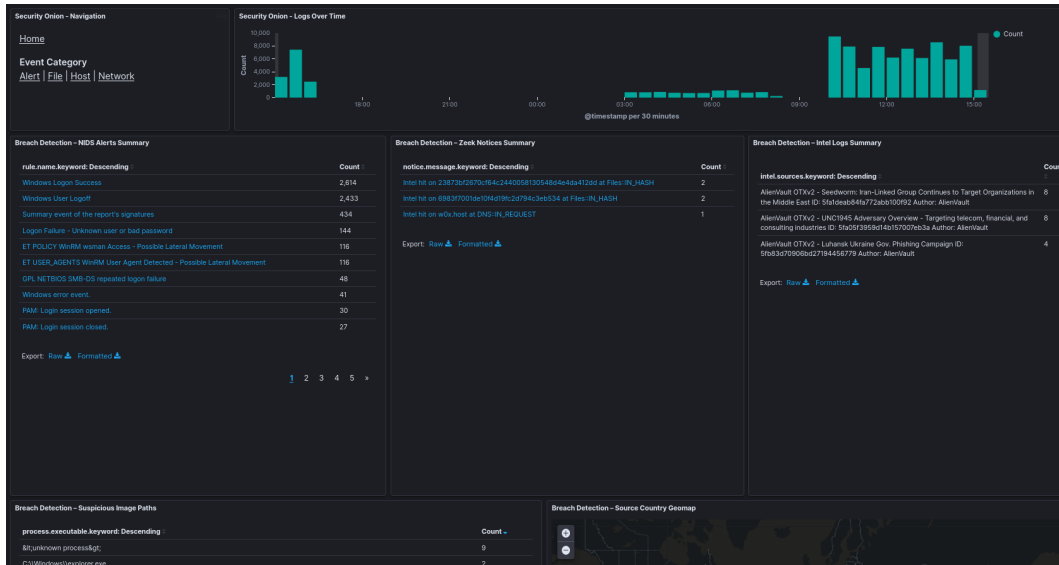 Security Onion - Navigation
Home
Event Category
Alert | File | Host | Network
Security Onion - Logs Over Time
10,000
8,000
6,000
4,000
2,000
0
Count
18:00
21:00
00:00
03:00
06:00
09:00
12:00
15:00
@timestamp per 30 minutes
Count
Breach Detection - NIDS Alerts Summary
rule.name.keyword: Descending Count
Windows Logon Success 2,614
Windows User Logoff 2,433
Summary event of the report's signatures 434
Logon Failure - Unknown user or bad password 144
ET POLICY WinRM wsman Access - Possible Lateral Movement 116
ET USER_AGENTS WinRM User Agent Detected - Possible Lateral Movement 116
GPL NETBIOS SMB-DS repeated logon failure 48
Windows error event. 41
PAM: Login session opened. 30
PAM: Login session closed. 27
Export: Raw Formatted
1 2 3 4 5 »
Breach Detection - Zeek Notices Summary
notice.message.keyword: Descending Count
Intel hit on 23873bf2670cf64c2440058130548d4e4da412dd at Files::IN_HASH 2
Intel hit on 6983f7001de10f4d19fc2d794c3eb534 at Files::IN_HASH 2
Intel hit on w0x.host at DNS::IN_REQUEST 1
Export: Raw Formatted
Breach Detection - Intel Logs Summary
intel.sources.keyword: Descending Coun
AlienVault OTXv2 - Seedworm: Iran-Linked Group Continues to Target Organizations in 8
the Middle East ID: 5fa1deab84fa772abb100f92 Author: AlienVault
AlienVault OTXv2 - UNC1945 Adversary Overview - Targeting telecom, financial, and 8
consulting industries ID: 5fa05f3959d14b157007eb3a Author: AlienVault
AlienVault OTXv2 - Luhansk Ukraine Gov. Phishing Campaign ID: 4
5fb83d70906bd27194456779 Author: AlienVault
Export: Raw Formatted
Breach Detection - Suspicious Image Paths
process.executable.keyword: Descending Count
&lt;unknown process&gt; 9
C:\\Windows\\explorer.exe 2
Breach Detection - Source Country Geomap